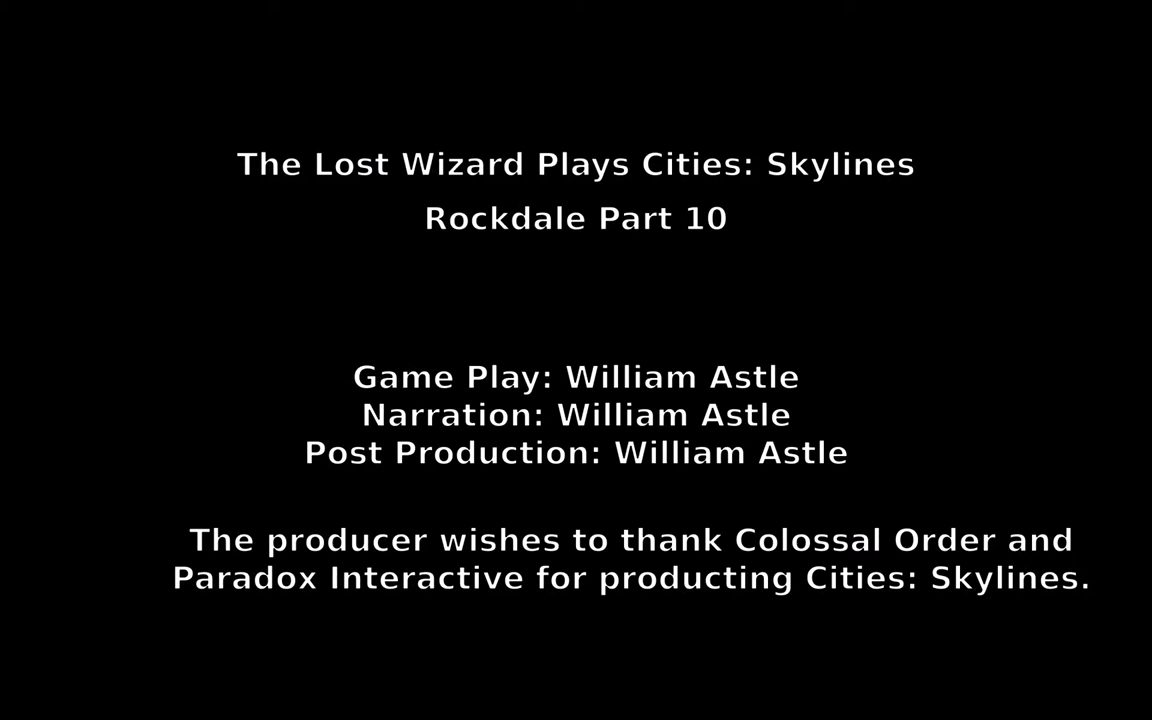 The Lost Wizard Plays Cities: Skylines
Rockdale Part 10
Game Play: William Astle
Narration: William Astle
Post Production: William Astle
The producer wishes to thank Colossal Order and
Paradox Interactive for producting Cities: Skylines.